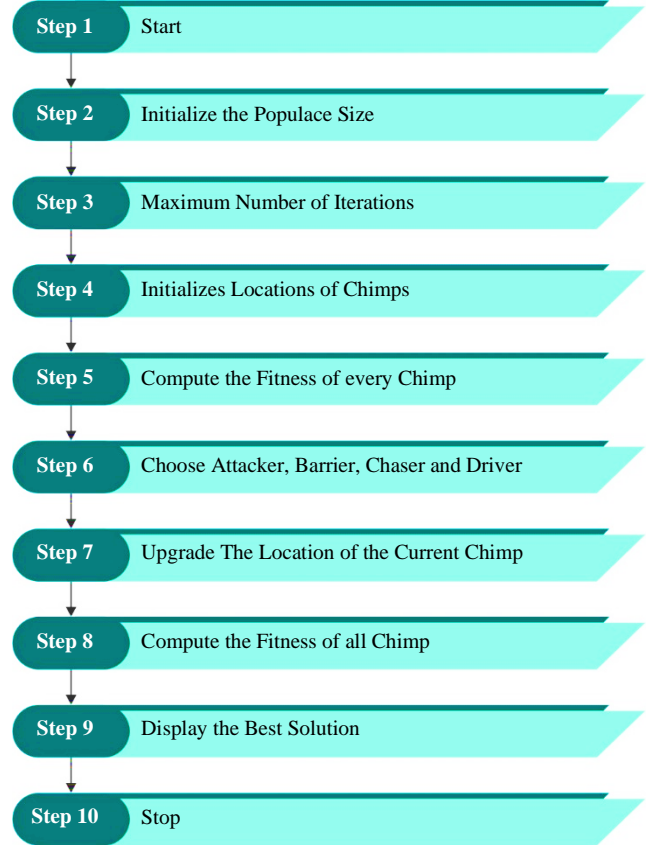 Step 1 Start
Step 2 Initialize the Populace Size
Step 3 Maximum Number of Iterations
Step 4 Initializes Locations of Chimps
Step 5 Compute the Fitness of every Chimp
Step 6 Choose Attacker, Barrier, Chaser and Driver
Step 7 Upgrade The Location of the Current Chimp
Step 8 Compute the Fitness of all Chimp
Step 9 Display the Best Solution
Step 10 Stop